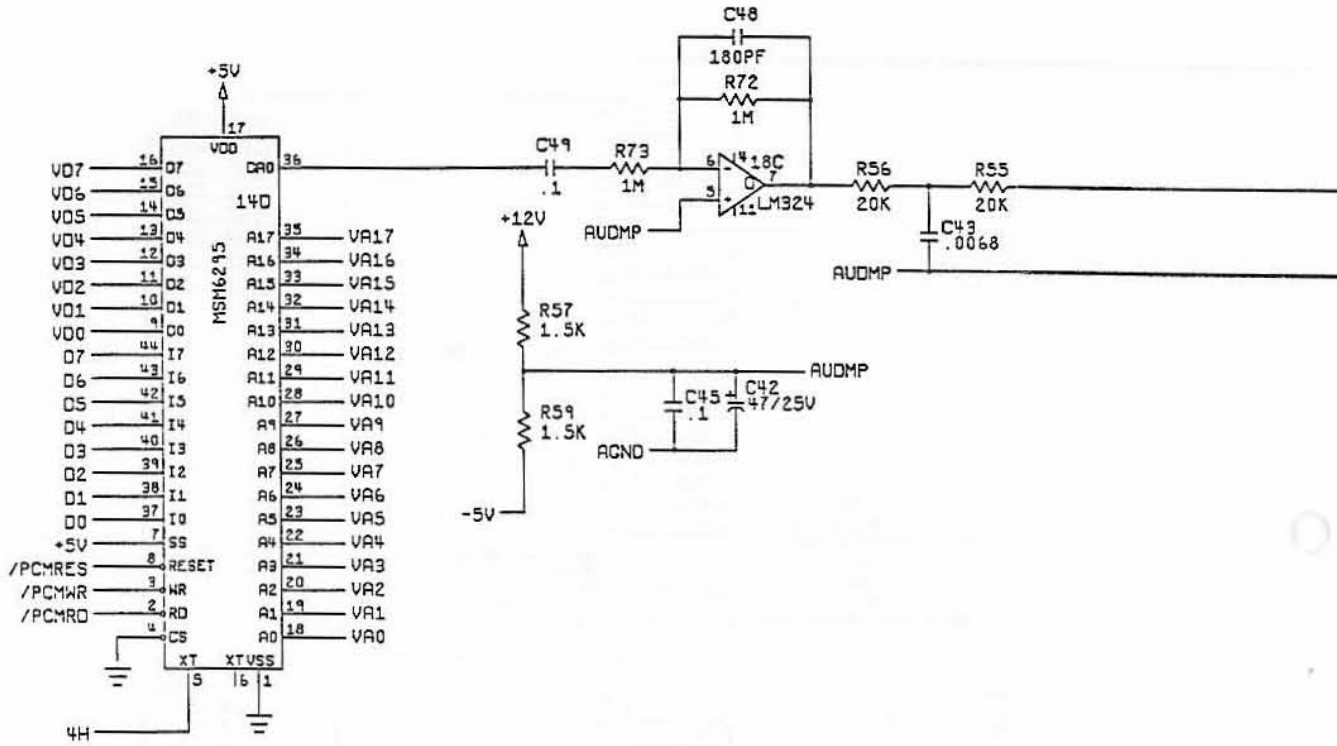 C48
180PF
R72
1M
+5V
17
VDD
C49
.1
R73
1M
6
-
4
18C
7
5
+
11
LM324
R56
20K
R55
20K
AUDMP
C43
.0068
AUDMP
VD7 16 D7
DAO 36
VD6 15 D6
14D
VD5 14 D5
VD4 13 D4
A17 35 VA17
VD3 12 D3
A16 34 VA16
VD2 11 D2
A15 33 VA15
VD1 10 D1
A14 32 VA14
VD0 9 D0
A13 31 VA13
D7 44 I7
A12 30 VA12
D6 43 I6
A11 29 VA11
D5 42 I5
A10 28 VA10
D4 41 I4
A9 27 VA9
D3 40 I3
A8 26 VA8
D2 39 I2
A7 25 VA7
D1 38 I1
A6 24 VA6
D0 37 I0
A5 23 VA5
+5V 7 SS
A4 22 VA4
/PCMRES 8 RESET
A3 21 VA3
/PCMWR 3 WR
A2 20 VA2
/PCMRD 2 RD
A1 19 VA1
4 CS
A0 18 VA0
MSM6295
XT XT VSS
5 6 1
4H
+12V
R57
1.5K
AUDMP
R59
1.5K
C45
.1
+
C42
47/25V
AGND
-5V